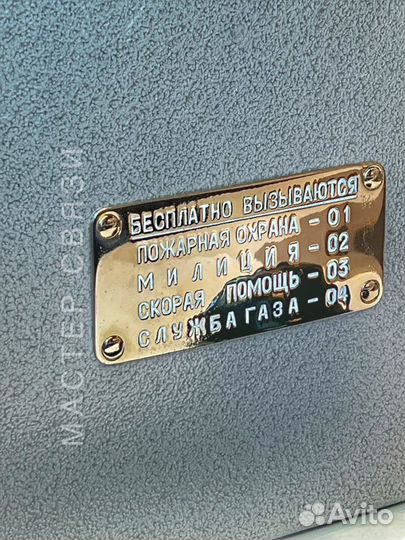 БЕСПЛАТНО ВЫЗЫВАЮТСЯ
ПОЖАРНАЯ ОХРАНА - 01
МИЛИЦИЯ - 02
СКОРАЯ ПОМОЩЬ - 03
СЛУЖБА ГАЗА - 04
МАСТЕР СВЯЗИ
Avito